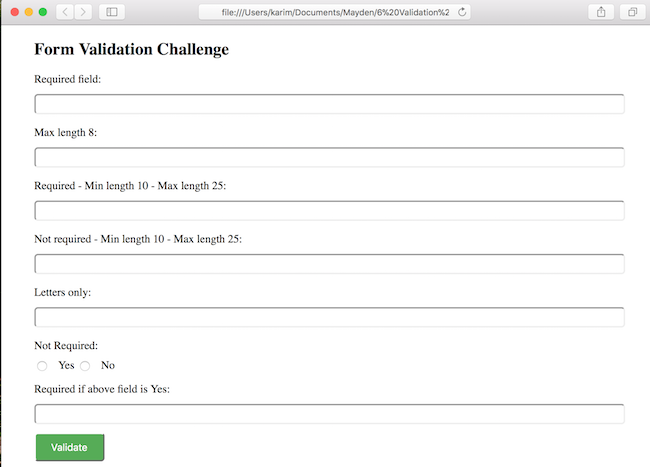 file:///Users/karim/Documents/Mayden/6%20Validation%2
Form Validation Challenge
Required field:
Max length 8:
Required - Min length 10 - Max length 25:
Not required - Min length 10 - Max length 25:
Letters only:
Not Required:
Yes No
Required if above field is Yes:
Validate